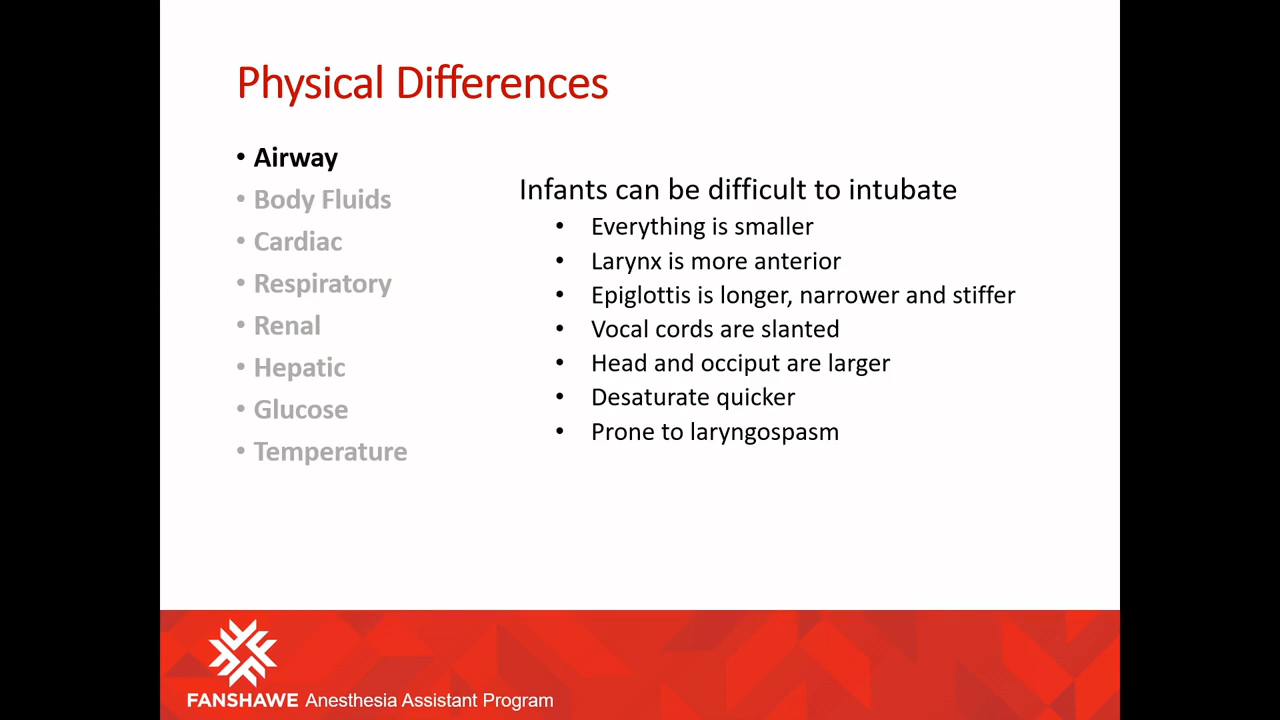 Physical Differences
• Airway
• Body Fluids
• Cardiac
• Respiratory
• Renal
• Hepatic
• Glucose
• Temperature
Infants can be difficult to intubate
• Everything is smaller
• Larynx is more anterior
• Epiglottis is longer, narrower and stiffer
• Vocal cords are slanted
• Head and occiput are larger
• Desaturate quicker
• Prone to laryngospasm
FANSHAWE Anesthesia Assistant Program